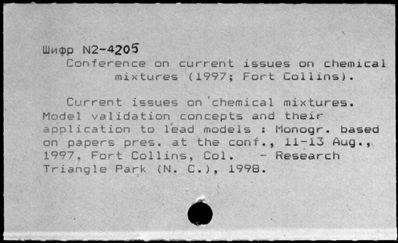 Шифр N2-4205
Conference on current issues on chemical
mixtures (1997; Fort Collins).
Current issues on chemical mixtures.
Model validation concepts and their
application to lead models : Monogr. based
on papers pres. at the conf., 11-13 Aug.,
1997, Fort Collins, Col. - Research
Triangle Park (N. C.), 1998.